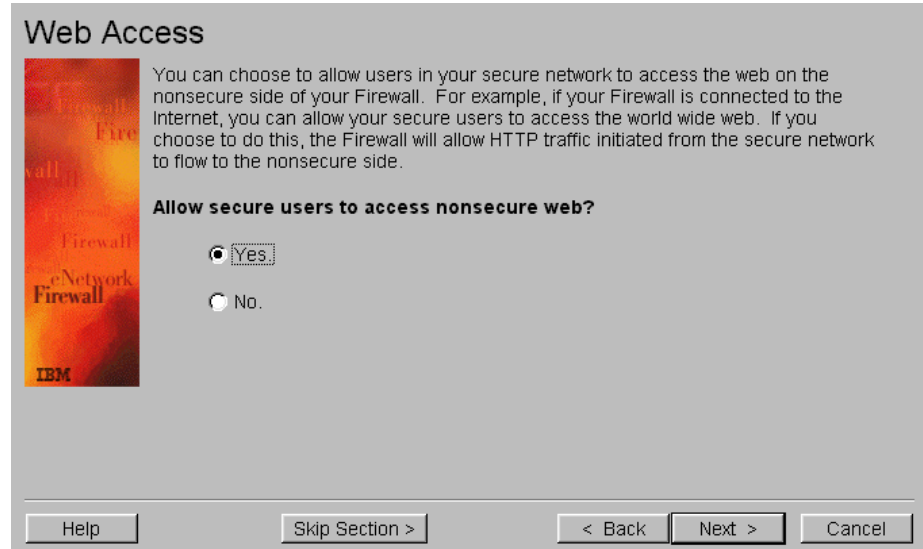 Web Access
You can choose to allow users in your secure network to access the web on the
nonsecure side of your Firewall. For example, if your Firewall is connected to the
Internet, you can allow your secure users to access the world wide web. If you
choose to do this, the Firewall will allow HTTP traffic initiated from the secure network
to flow to the nonsecure side.
Allow secure users to access nonsecure web?
Yes.
No.
Firewall
Fire
wall
Firewall
Firewall
eNetwork
Firewall
IBM
Help
Skip Section >
< Back
Next >
Cancel